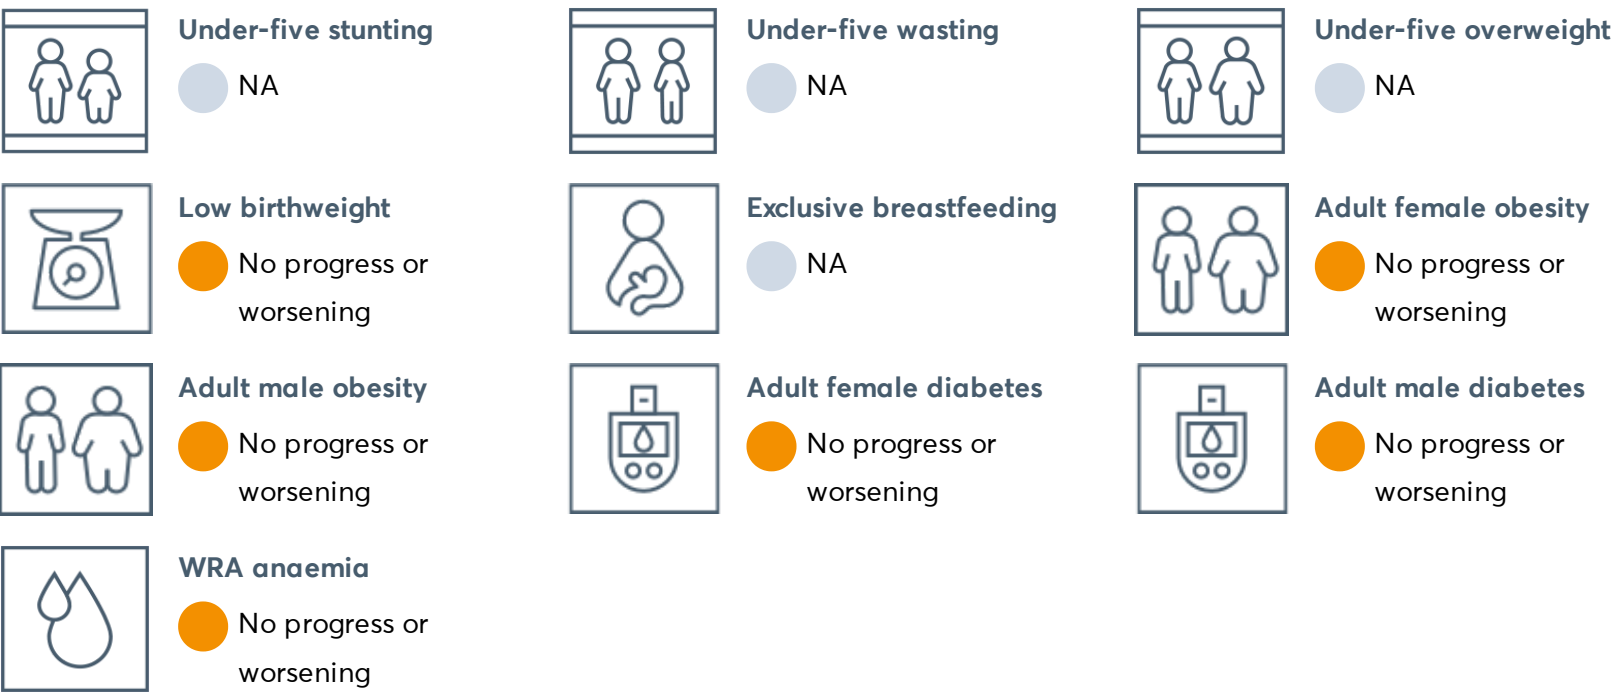 Under-five stunting
NA
Under-five wasting
NA
Under-five overweight
NA
Low birthweight
No progress or
worsening
Exclusive breastfeeding
NA
Adult female obesity
No progress or
worsening
Adult male obesity
No progress or
worsening
Adult female diabetes
No progress or
worsening
Adult male diabetes
No progress or
worsening
WRA anaemia
No progress or
worsening